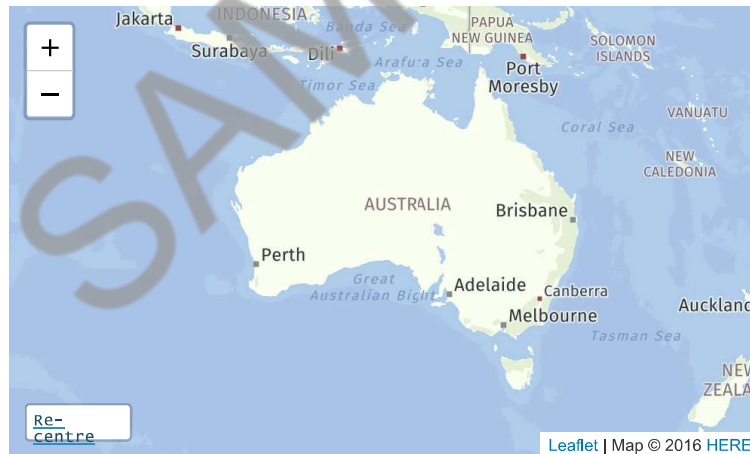 Jakarta
INDONESIA
Banda Sea
PAPUA
NEW GUINEA
SOLOMON
ISLANDS
+
Surabaya
Dili
Arafura Sea
Port
Moresby
−
Timor Sea
VANUATU
Coral Sea
NEW
CALEDONIA
AUSTRALIA
Brisbane
Perth
Great
Australian Bight
Adelaide
Canberra
Auckland
Melbourne
Tasman Sea
NEW
ZEALA
Re-
centre
Leaflet | Map © 2016 HERE
SAM